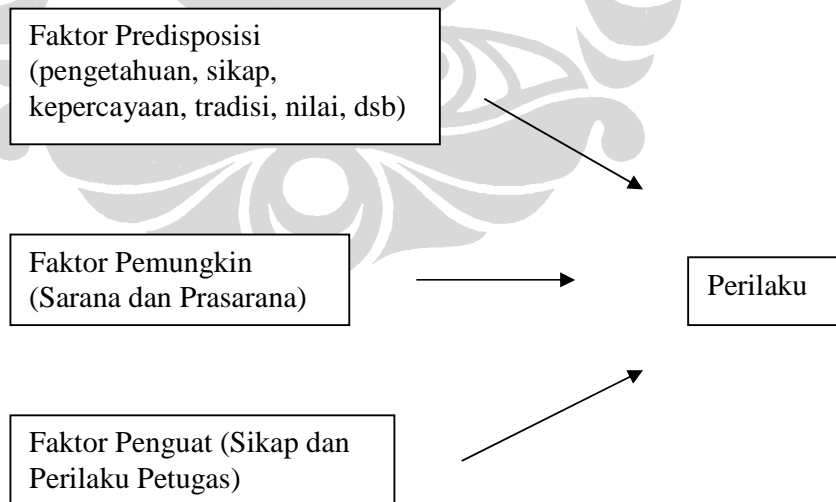 Faktor Predisposisi
(pengetahuan, sikap,
kepercayaan, tradisi, nilai, dsb)
Faktor Pemungkin
(Sarana dan Prasarana)
Perilaku
Faktor Penguat (Sikap dan
Perilaku Petugas)